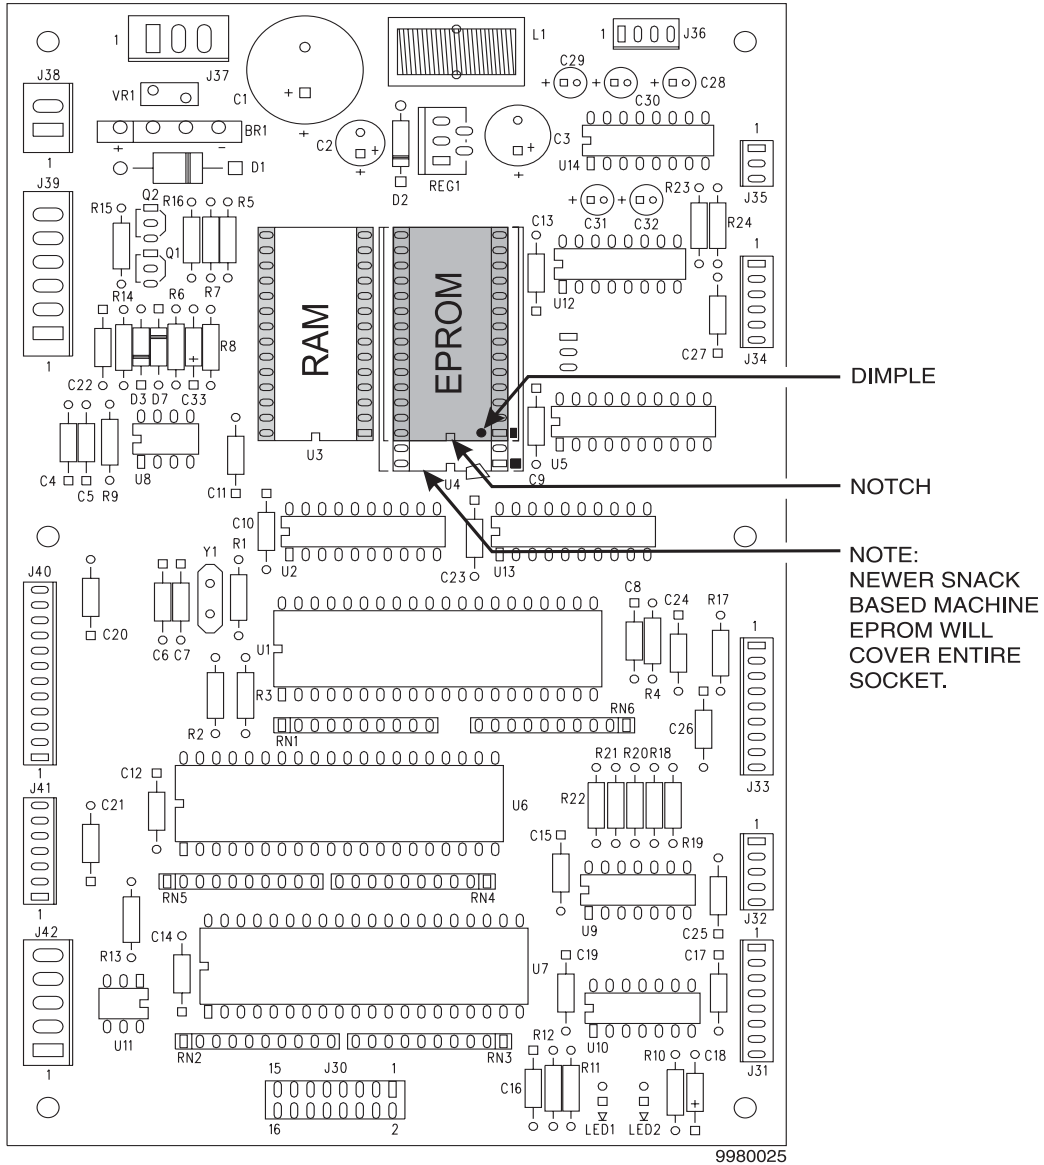 1
J37
L1
1
J36
J38
VR1
C1
+
+
C29
+
+
+
C28
C30
BR1
+
-
C2
+
+
C3
+
+
U14
1
1
D1
D2
REG1
J35
J39
R15
Q2
R16
R5
C13
+
+
C31
C32
R23
R24
Q1
U12
1
R14
R6
R7
RAM
EPROM
R8
+
C27
J34
1
C22
D3
D7
C33
DIMPLE
U3
U5
C4
C5
R9
U8
C11
U4
C9
NOTCH
C10
U2
C23
U13
NOTE:
NEWER SNACK
BASED MACHINE
EPROM WILL
COVER ENTIRE
SOCKET.
J40
Y1
R1
C8
C24
R17
C20
C6
C7
U1
R4
1
R3
R2
RN1
RN6
C26
C12
R21
R20
R18
1
J33
J41
C21
U6
R22
C15
R19
1
RN5
RN4
U9
1
J32
J42
C14
C25
1
R13
U7
C19
C17
U11
U10
RN2
RN3
R12
R11
R10
C18
J31
1
15
J30
1
C16
+
16
2
LED1
LED2
9980025